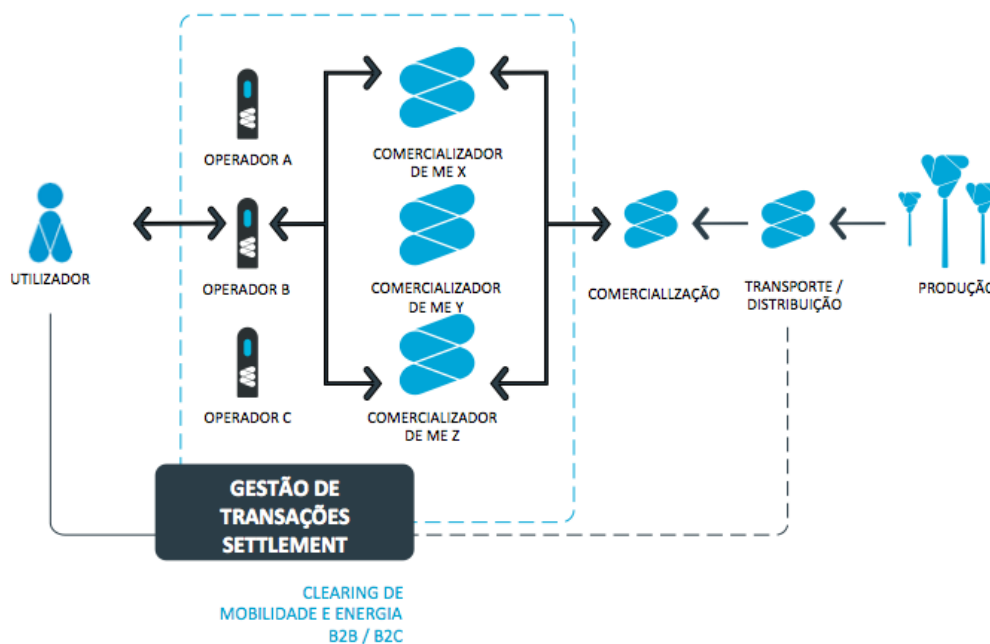 OPERADOR A
COMERCIALIZADOR
DE ME X
UTILIZADOR
OPERADOR B
COMERCIALIZADOR
DE ME Y
COMERCIALLZAÇÃO
TRANSPORTE /
DISTRIBUIÇÃO
PRODUÇÃO
OPERADOR C
COMERCIALIZADOR
DE ME Z
GESTÃO DE
TRANSAÇÕES
SETTLEMENT
CLEARING DE
MOBILIDADE E ENERGIA
B2B / B2C